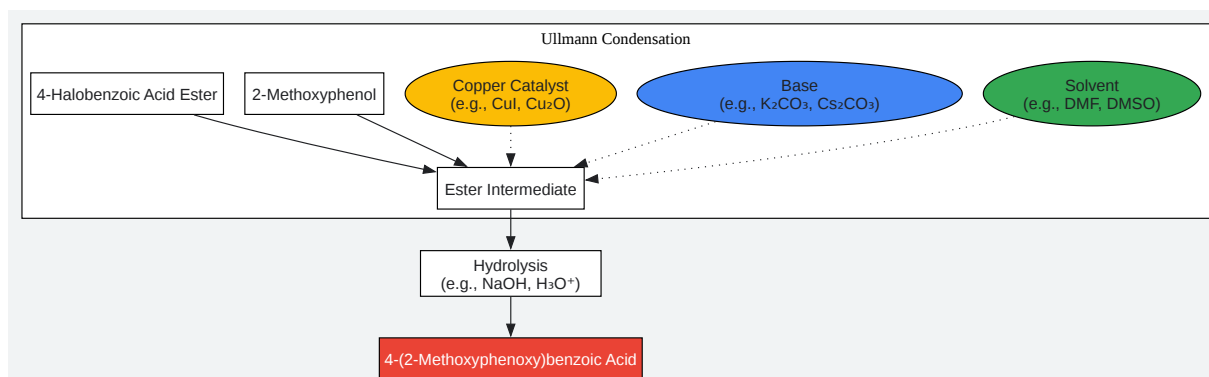 Ullmann Condensation
4-Halobenzoic Acid Ester
2-Methoxyphenol
Copper Catalyst
(e.g., CuI, Cu₂O)
Base
(e.g., K₂CO₃, Cs₂CO₃)
Solvent
(e.g., DMF, DMSO)
Ester Intermediate
Hydrolysis
(e.g., NaOH, H₃O⁺)
4-(2-Methoxyphenoxy)benzoic Acid